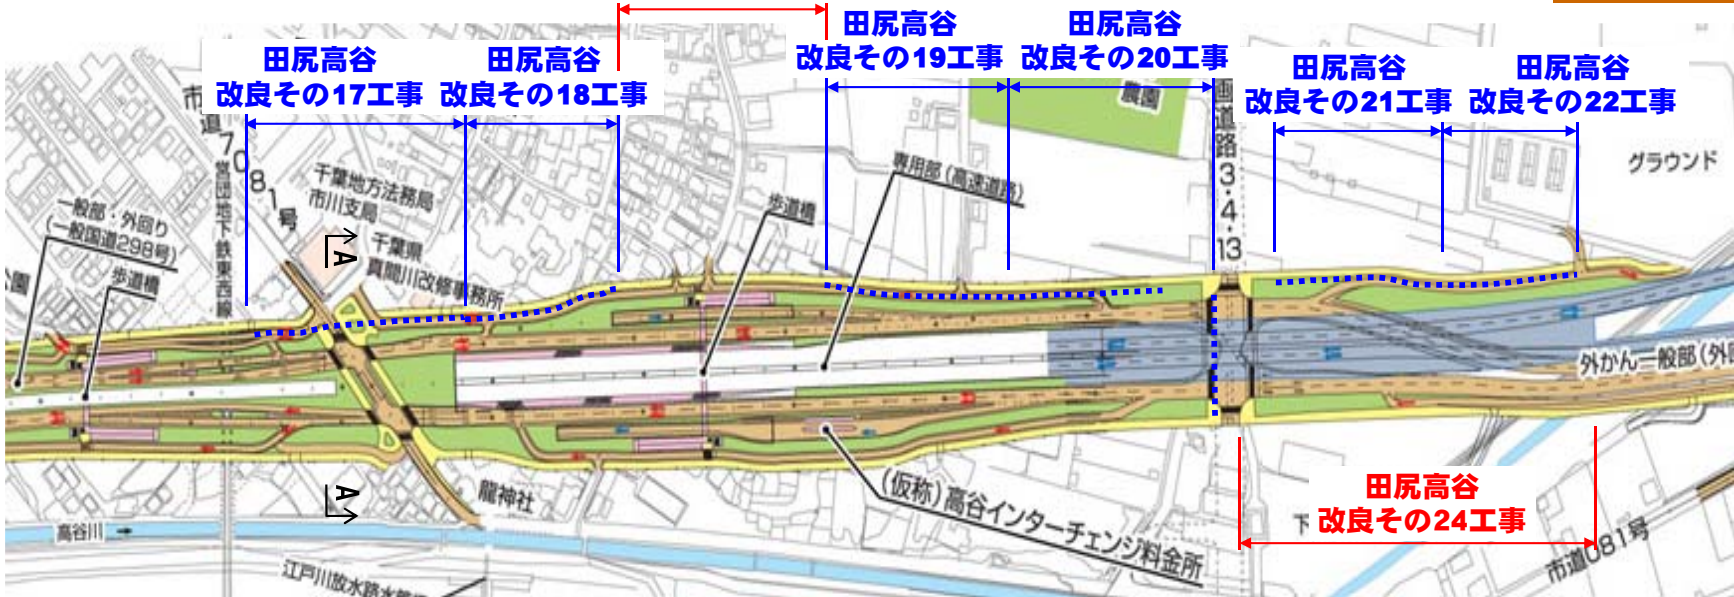 田尻高谷
改良その17工事
田尻高谷
改良その18工事
田尻高谷
改良その19工事
田尻高谷
改良その20工事
田尻高谷
改良その21工事
田尻高谷
改良その22工事
市道7081号
営団地下鉄東西線
千葉地方法務局
市川支局
千葉県
真間川改修事務所
一般部・外回り
(一般国道298号)
歩道橋
公園
A
歩道橋
専用部(高速道路)
農園
画道路3・4・13
グラウンド
外かん一般部(外回
A
龍神社
高谷川
江戸川放水路水管
(仮称)高谷インターチェンジ料金所
田尻高谷
改良その24工事
下
市道081号